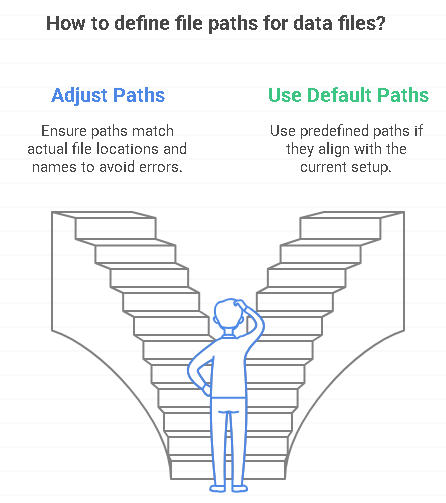 How to define file paths for data files?
Adjust Paths
Ensure paths match
actual file locations and
names to avoid errors.
Use Default Paths
Use predefined paths if
they align with the
current setup.